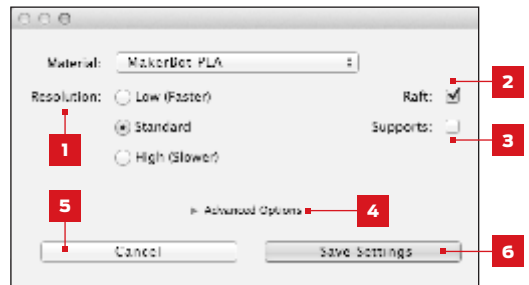 Material: MakerBot PLA
Resolution: Low (Faster) Raft:
2
1
Standard Supports:
3
High (Slower)
Advanced Options 4
5
Cancel Save Settings
6